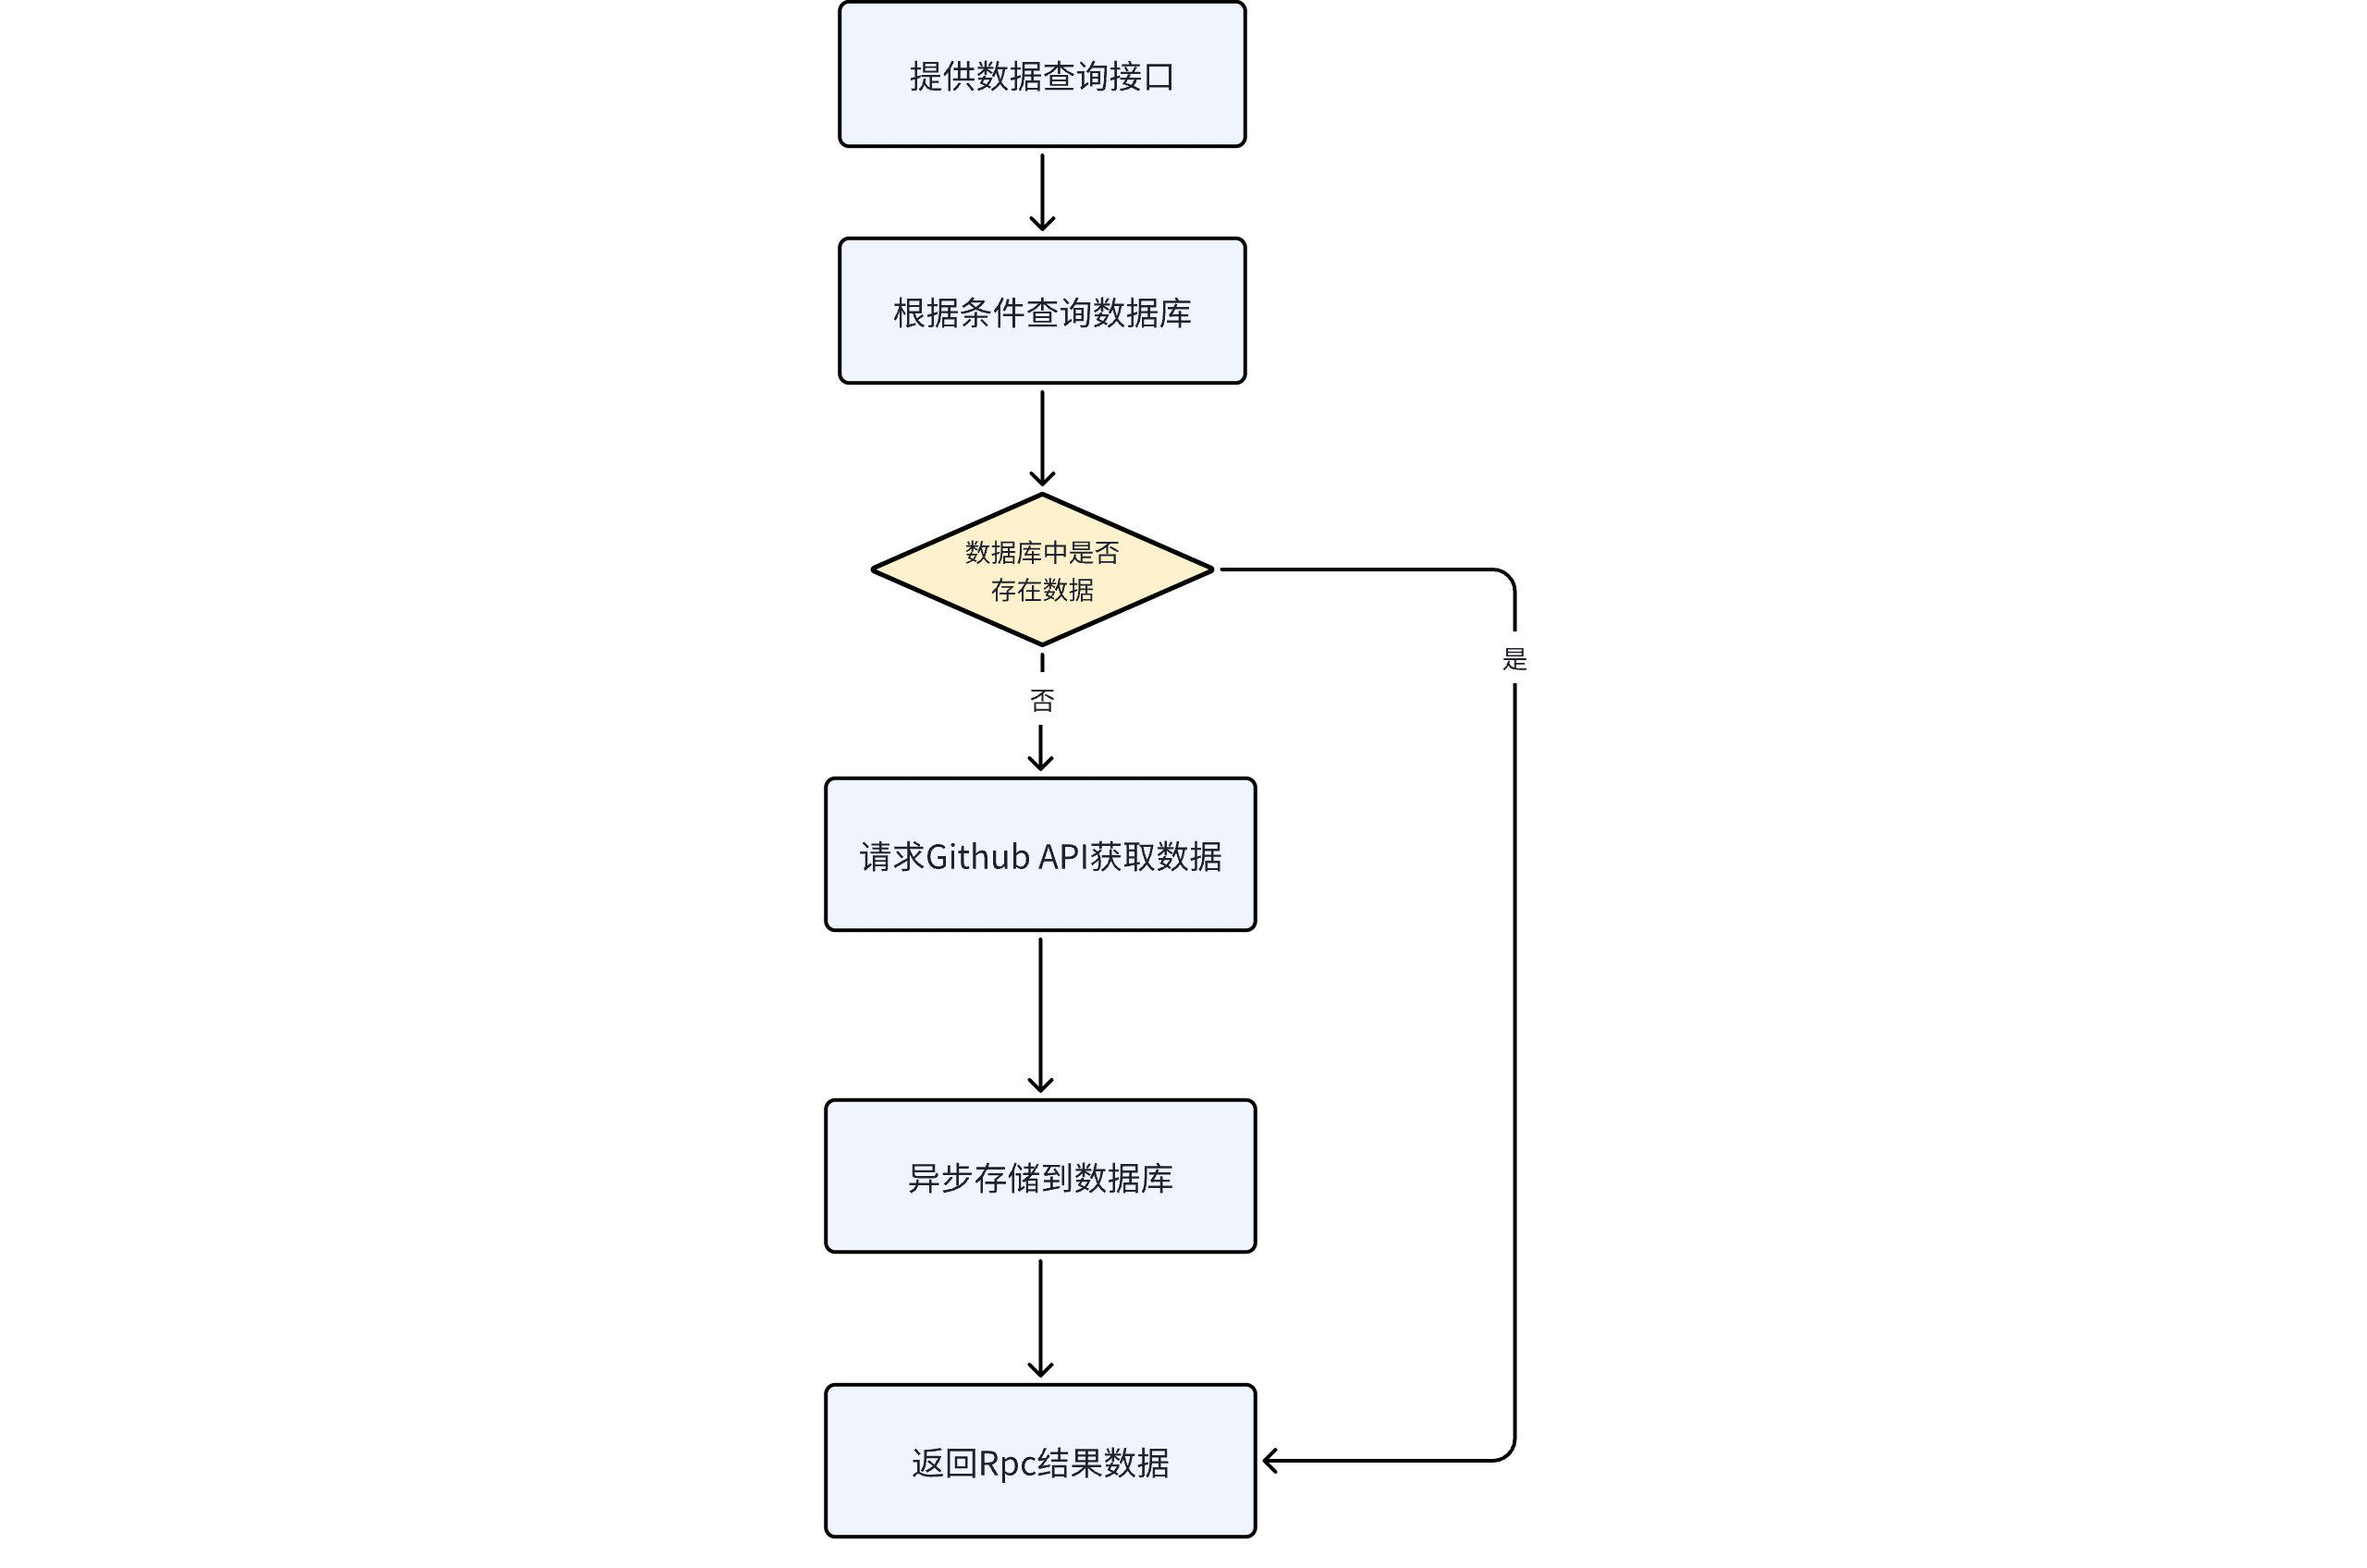 提供数据查询接口
根据条件查询数据库
数据库中是否
存在数据
是
否
请求Github API获取数据
异步存储到数据库
返回Rpc结果数据